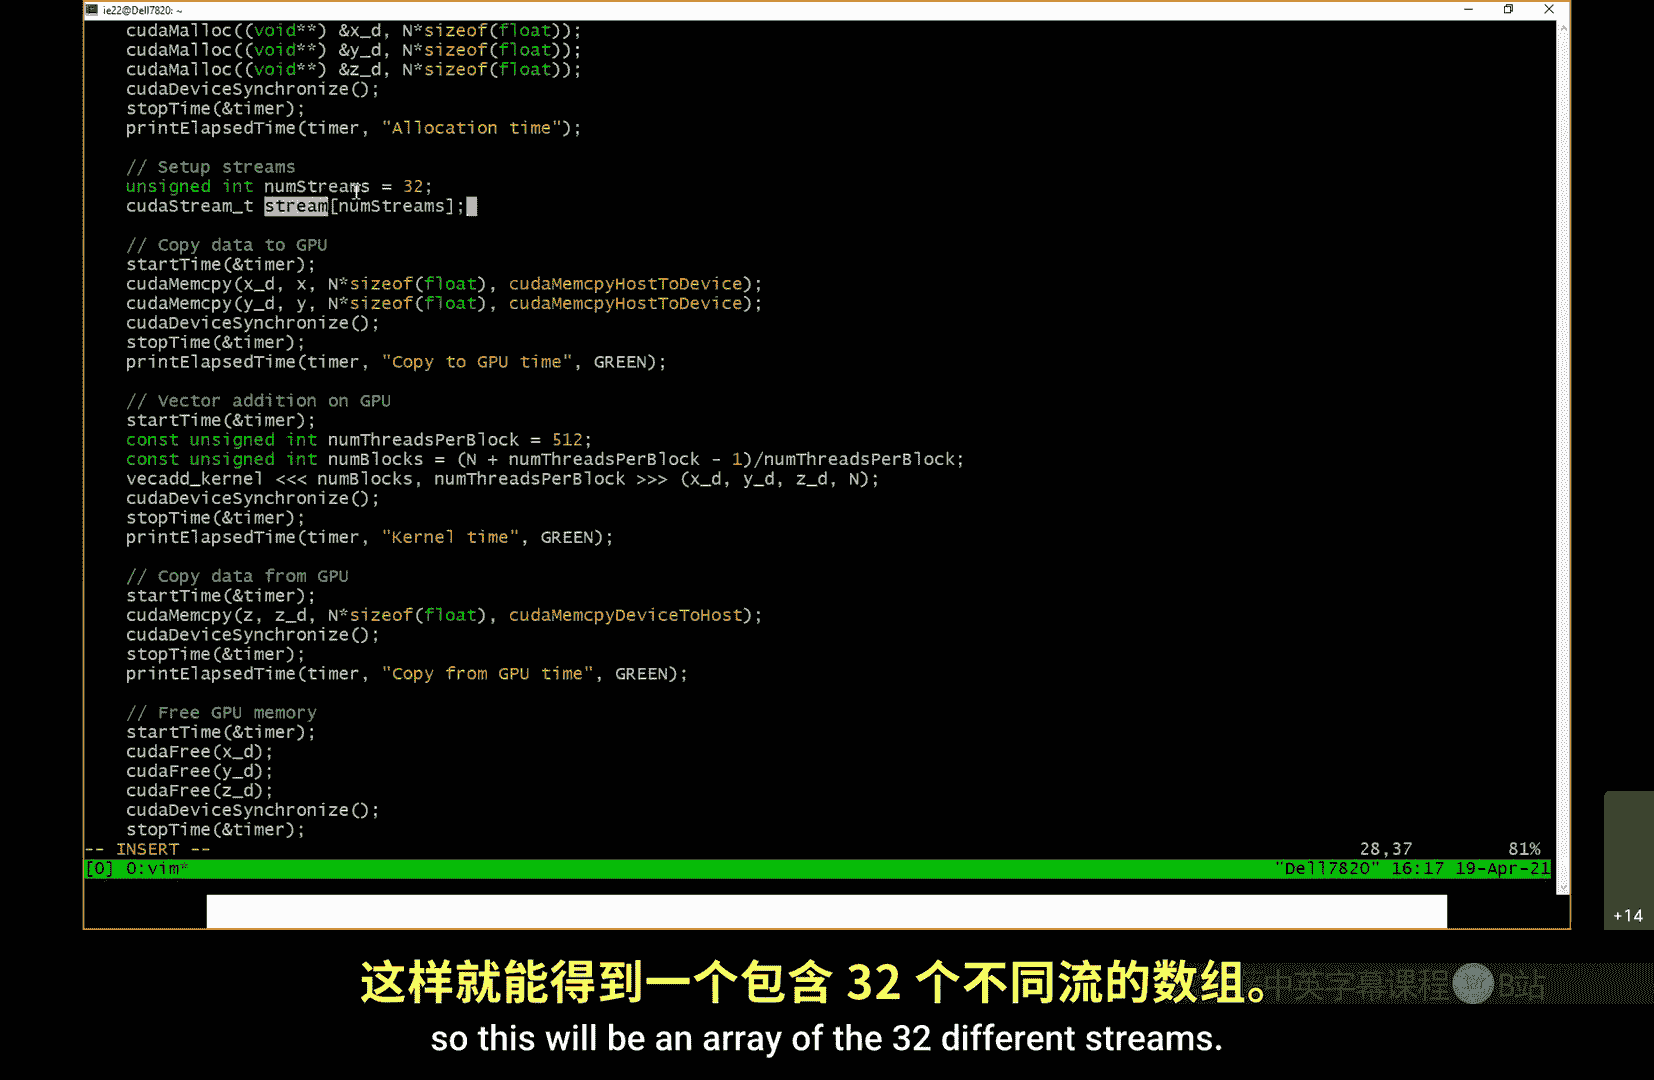 ie22@Dell7820: ~
cudaMalloc((void**) &x_d, N*sizeof(float));
cudaMalloc((void**) &y_d, N*sizeof(float));
cudaMalloc((void**) &z_d, N*sizeof(float));
cudaDeviceSynchronize();
stopTime(&timer);
printElapsedTime(timer, "Allocation time");
// Setup streams
unsigned int numStreams = 32;
cudaStream_t stream[numStreams];
// Copy data to GPU
startTime(&timer);
cudaMemcpy(x_d, x, N*sizeof(float), cudaMemcpyHostToDevice);
cudaMemcpy(y_d, y, N*sizeof(float), cudaMemcpyHostToDevice);
cudaDeviceSynchronize();
stopTime(&timer);
printElapsedTime(timer, "Copy to GPU time", GREEN);
// Vector addition on GPU
startTime(&timer);
const unsigned int numThreadsPerBlock = 512;
const unsigned int numBlocks = (N + numThreadsPerBlock - 1)/numThreadsPerBlock;
vecadd_kernel <<< numBlocks, numThreadsPerBlock >>> (x_d, y_d, z_d, N);
cudaDeviceSynchronize();
stopTime(&timer);
printElapsedTime(timer, "Kernel time", GREEN);
// Copy data from GPU
startTime(&timer);
cudaMemcpy(z, z_d, N*sizeof(float), cudaMemcpyDeviceToHost);
cudaDeviceSynchronize();
stopTime(&timer);
printElapsedTime(timer, "Copy from GPU time", GREEN);
// Free GPU memory
startTime(&timer);
cudaFree(x_d);
cudaFree(y_d);
cudaFree(z_d);
cudaDeviceSynchronize();
stopTime(&timer);
-- INSERT -- 28,37 81%
[0] 0:vim* "Dell7820" 16:17 19-Apr-21
+14
这样就能得到一个包含 32 个不同流的数组。
中英字幕课程 B站
so this will be an array of the 32 different streams.